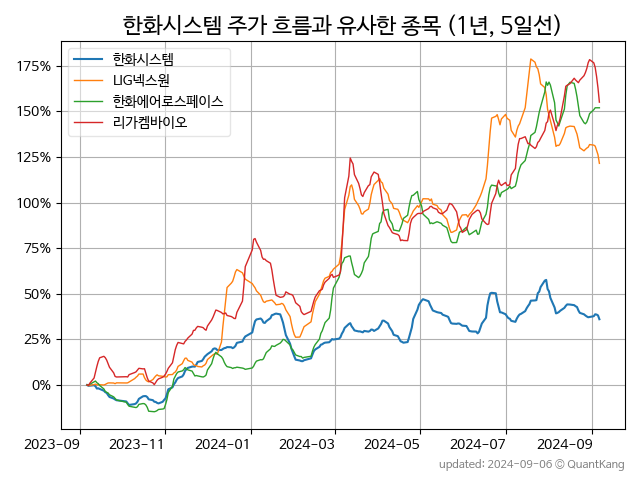 한화시스템 주가 흐름과 유사한 종목 (1년, 5일선)
한화시스템
LIG넥스원
한화에어로스페이스
리가켐바이오
175%
150%
125%
100%
75%
50%
25%
0%
2023-09 2023-11 2024-01 2024-03 2024-05 2024-07 2024-09
updated: 2024-09-06 © QuantKang